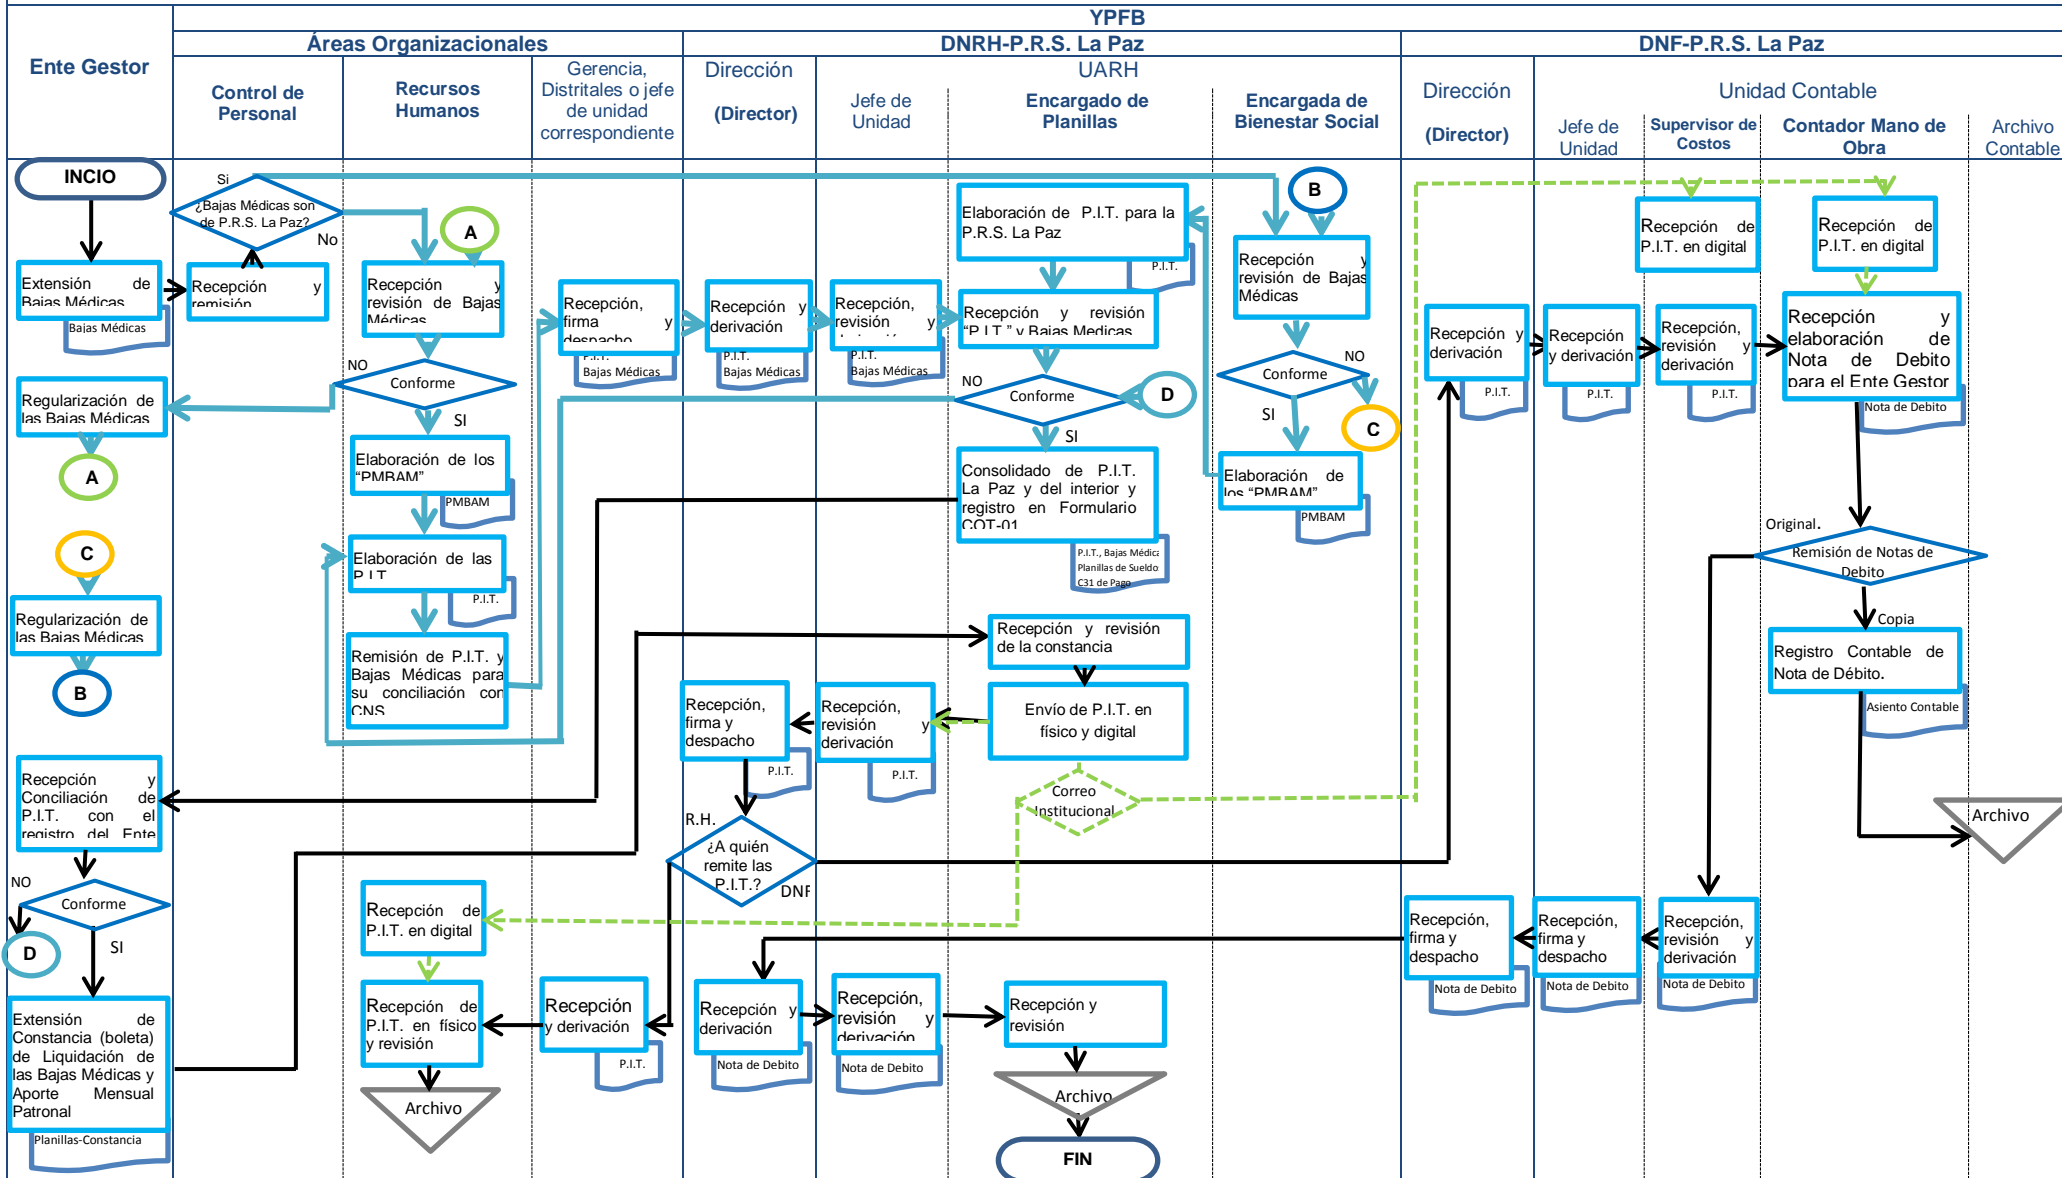 YPFB
Ente Gestor
Áreas Organizacionales
DNRH-P.R.S. La Paz
DNF-P.R.S. La Paz
Control de
Personal
Recursos
Humanos
Gerencia,
Distritales o jefe
de unidad
correspondiente
Dirección
(Director)
UARH
Jefe de
Unidad
Encargado de
Planillas
Encargada de
Bienestar Social
Dirección
(Director)
Unidad Contable
Jefe de
Unidad
Supervisor de
Costos
Contador Mano de
Obra
Archivo
Contable
INCIO
Si
¿Bajas Médicas son
de P.R.S. La Paz?
No
A
Elaboración de P.I.T. para la
P.R.S. La Paz
P.I.T.
B
Recepción de
P.I.T. en digital
Recepción de
P.I.T. en digital
Extensión de
Bajas Médicas
Bajas Médicas
Recepción y
remisión
Recepción y
revisión de Bajas
Médicas
Recepción,
firma y
despacho
P.I.T.
Bajas Médicas
Recepción y
derivación
P.I.T.
Bajas Médicas
Recepción,
revisión y
P.I.T.
Bajas Médicas
Recepción y revisión
“P.I.T.” y Bajas Medicas
Recepción y
revisión de Bajas
Médicas
Recepción y
derivación
P.I.T.
Recepción
y derivación
P.I.T.
Recepción,
revisión y
derivación
P.I.T.
Recepción y
elaboración de
Nota de Debito
para el Ente Gestor
Nota de Debito
Regularización de
las Bajas Médicas
A
NO
Conforme
SI
NO
Conforme
SI
D
NO
Conforme
SI
C
Elaboración de los
“PMBAM”
PMBAM
Consolidado de P.I.T.
La Paz y del interior y
registro en Formulario
COT-01
P.I.T., Bajas Médica
Planillas de Sueldo
C31 de Pago
Elaboración de
los “PMBAM”
PMBAM
C
Elaboración de las
P.I.T.
P.I.T.
Original.
Remisión de Notas de
Debito
Copia
Regularización de
las Bajas Médicas
B
Remisión de P.I.T. y
Bajas Médicas para
su conciliación con
CNS
Recepción y revisión
de la constancia
Registro Contable de
Nota de Débito.
Asiento Contable
Recepción,
firma y
despacho
P.I.T.
Recepción,
revisión y
derivación
P.I.T.
Envío de P.I.T. en
físico y digital
Correo
Institucional
Recepción y
Conciliación de
P.I.T. con el
registro del Ente
R.H.
¿A quién
remite las
P.I.T.?
DNF
Archivo
NO
Conforme
SI
D
Recepción de
P.I.T. en digital
Recepción,
firma y
despacho
Nota de Debito
Recepción,
firma y
despacho
Nota de Debito
Recepción,
revisión y
derivación
Nota de Debito
Extensión de
Constancia (boleta)
de Liquidación de
las Bajas Médicas y
Aporte Mensual
Patronal
Planillas-Constancia
Recepción de
P.I.T. en físico
y revisión
Archivo
Recepción
y derivación
P.I.T.
Recepción y
derivación
Nota de Debito
Recepción,
revisión y
derivación
Nota de Debito
Recepción y
revisión
Archivo
FIN